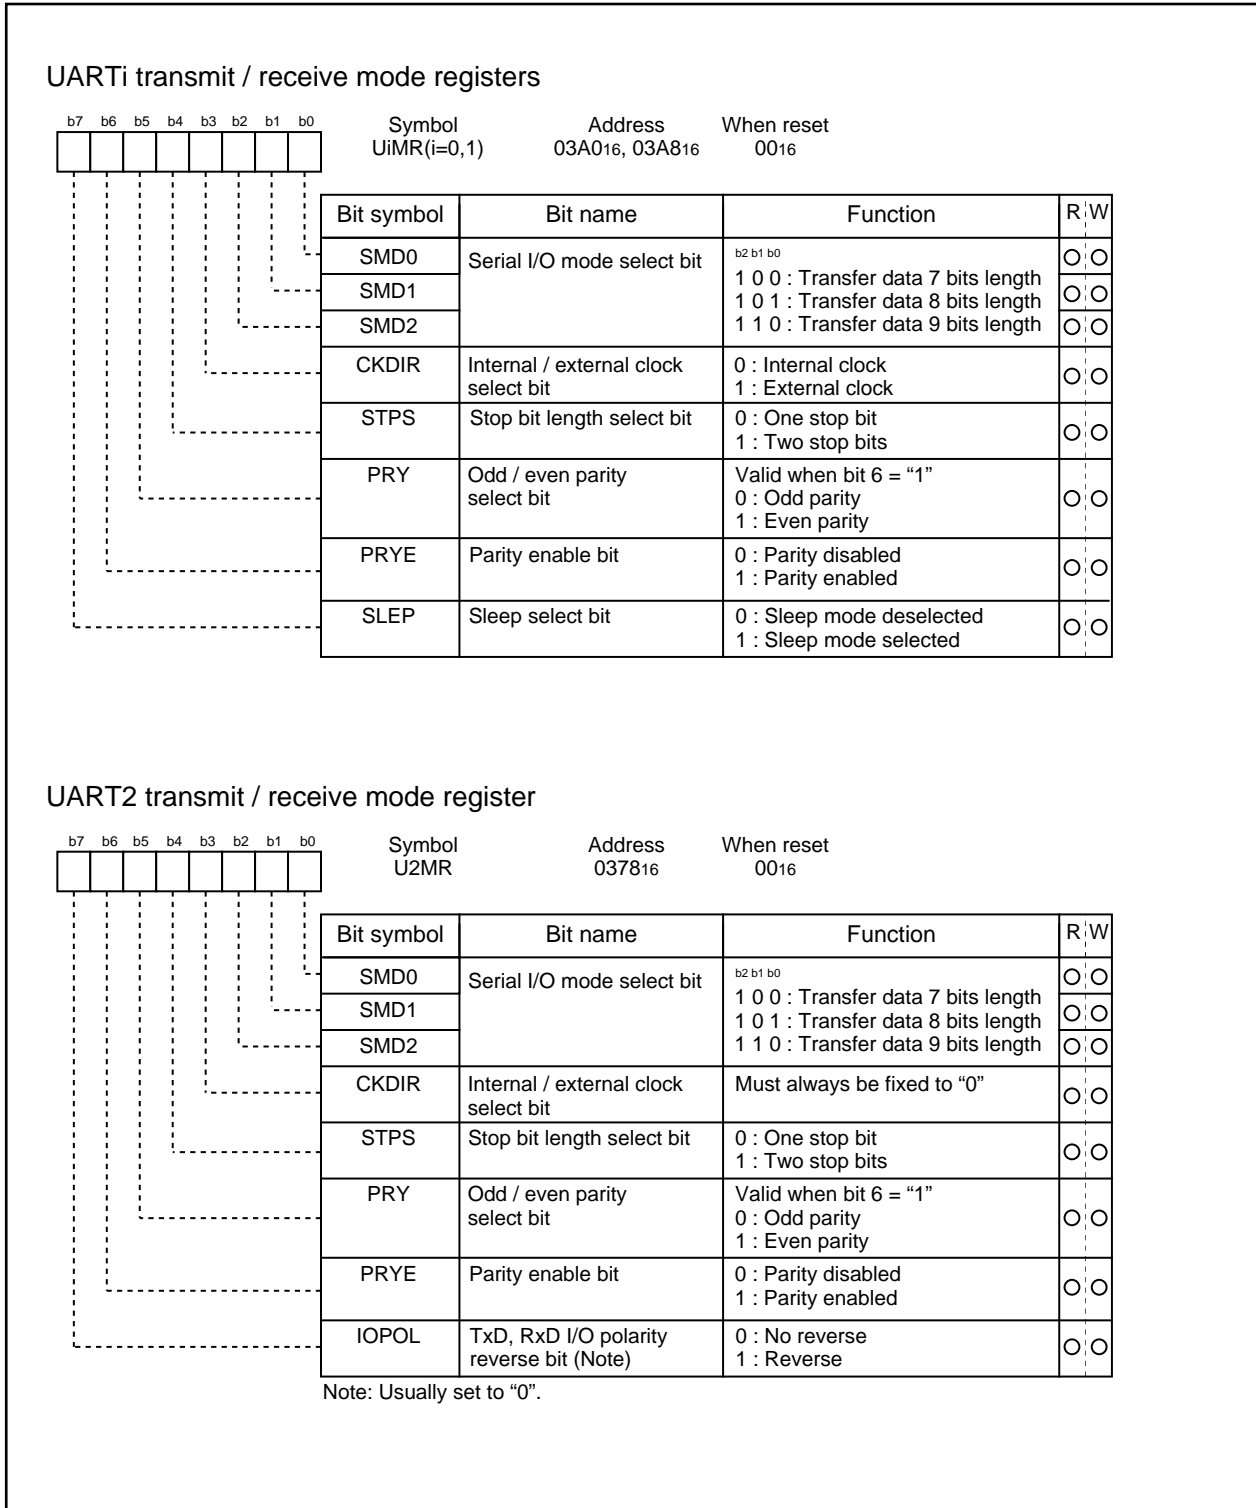 UARTi transmit / receive mode registers
b7 b6 b5 b4 b3 b2 b1 b0
Symbol Address When reset
UiMR(i=0,1) 03A016, 03A816 0016
Bit symbol Bit name Function R W
SMD0 Serial I/O mode select bit b2 b1 b0
1 0 0 : Transfer data 7 bits length
SMD1 1 0 1 : Transfer data 8 bits length
SMD2 1 1 0 : Transfer data 9 bits length
CKDIR Internal / external clock 0 : Internal clock
select bit 1 : External clock
STPS Stop bit length select bit 0 : One stop bit
1 : Two stop bits
PRY Odd / even parity Valid when bit 6 = “1”
select bit 0 : Odd parity
1 : Even parity
PRYE Parity enable bit 0 : Parity disabled
1 : Parity enabled
SLEP Sleep select bit 0 : Sleep mode deselected
1 : Sleep mode selected
UART2 transmit / receive mode register
b7 b6 b5 b4 b3 b2 b1 b0
Symbol Address When reset
U2MR 037816 0016
Bit symbol Bit name Function R W
SMD0 Serial I/O mode select bit b2 b1 b0
1 0 0 : Transfer data 7 bits length
SMD1 1 0 1 : Transfer data 8 bits length
SMD2 1 1 0 : Transfer data 9 bits length
CKDIR Internal / external clock Must always be fixed to “0”
select bit
STPS Stop bit length select bit 0 : One stop bit
1 : Two stop bits
PRY Odd / even parity Valid when bit 6 = “1”
select bit 0 : Odd parity
1 : Even parity
PRYE Parity enable bit 0 : Parity disabled
1 : Parity enabled
IOPOL TxD, RxD I/O polarity 0 : No reverse
reverse bit (Note) 1 : Reverse
Note: Usually set to “0”.